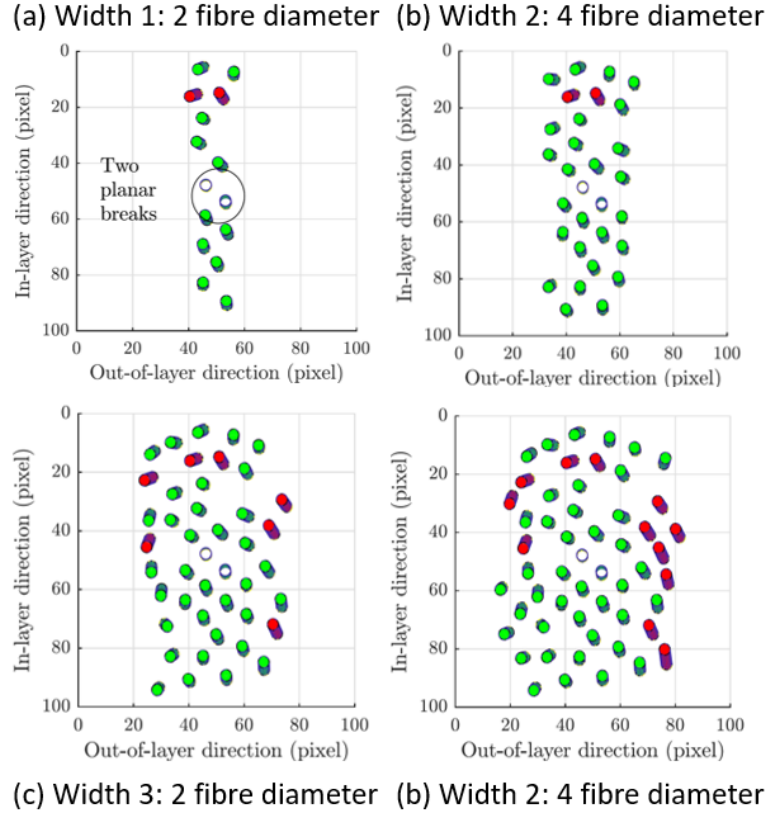 (a) Width 1: 2 fibre diameter (b) Width 2: 4 fibre diameter
In-layer direction (pixel)
0
20
40
60
80
100
Two
planar
breaks
0 20 40 60 80 100
Out-of-layer direction (pixel)
In-layer direction (pixel)
0
20
40
60
80
100
0 20 40 60 80 100
Out-of-layer direction (pixel)
In-layer direction (pixel)
0
20
40
60
80
100
0 20 40 60 80 100
Out-of-layer direction (pixel)
In-layer direction (pixel)
0
20
40
60
80
100
0 20 40 60 80 100
Out-of-layer direction (pixel)
(c) Width 3: 2 fibre diameter (b) Width 2: 4 fibre diameter